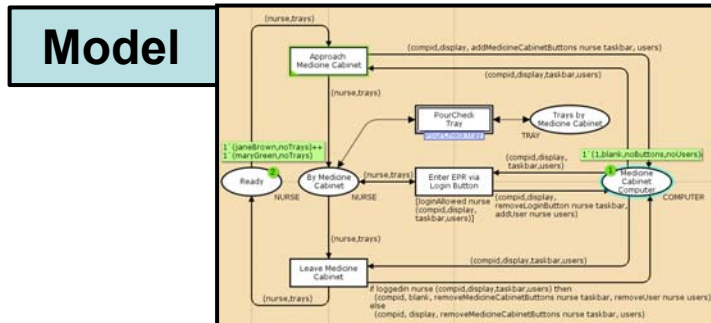 Model
(nurse,trays)
Approach
Medicine Cabinet
(compid,display, addMedicineCabinetButtons nurse taskbar, users)
(compid,display,taskbar,users)
(nurse,trays)
PourCheck
Tray
PourCheckTray
Trays by
Medicine Cabinet
TRAY
1`(janeBrown,noTrays)++
1`(maryGreen,noTrays)
2
Ready
NURSE
By Medicine
Cabinet
NURSE
(nurse,trays)
Enter EPR via
Login Button
[loginAllowed nurse
(compid,display,
taskbar,users)]
(compid,display,
taskbar,users)
(compid,display,
removeLoginButton nurse taskbar,
addUser nurse users)
1`(1,blank,noButtons,noUsers)
1
Medicine
Cabinet
Computer
COMPUTER
(nurse,trays)
(compid,display,taskbar,users)
Leave Medicine
Cabinet
(nurse,trays)
if loggedin nurse (compid,display,taskbar,users) then
(compid, blank, removeMedicineCabinetButtons nurse taskbar, removeUser nurse users)
else
(compid, display, removeMedicineCabinetButtons nurse taskbar, users)